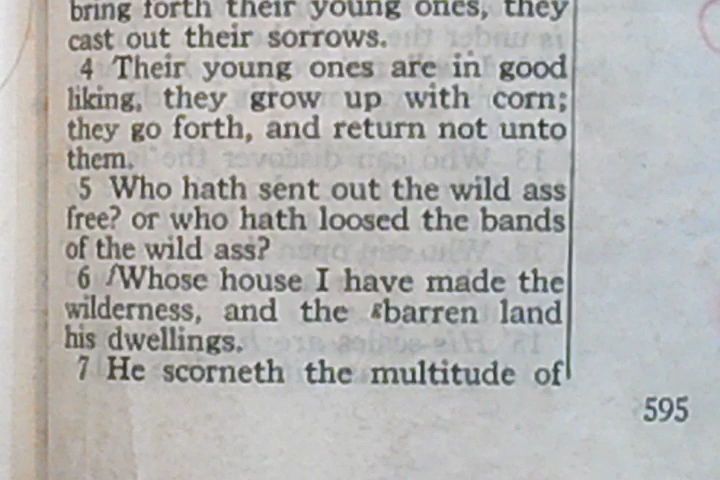 bring forth their young ones, they
cast out their sorrows.
4 Their young ones are in good
liking, they grow up with corn;
they go forth, and return not unto
them.
5 Who hath sent out the wild ass
free? or who hath loosed the bands
of the wild ass?
6 fWhose house I have made the
wilderness, and the gbarren land
his dwellings.
7 He scorneth the multitude of
595